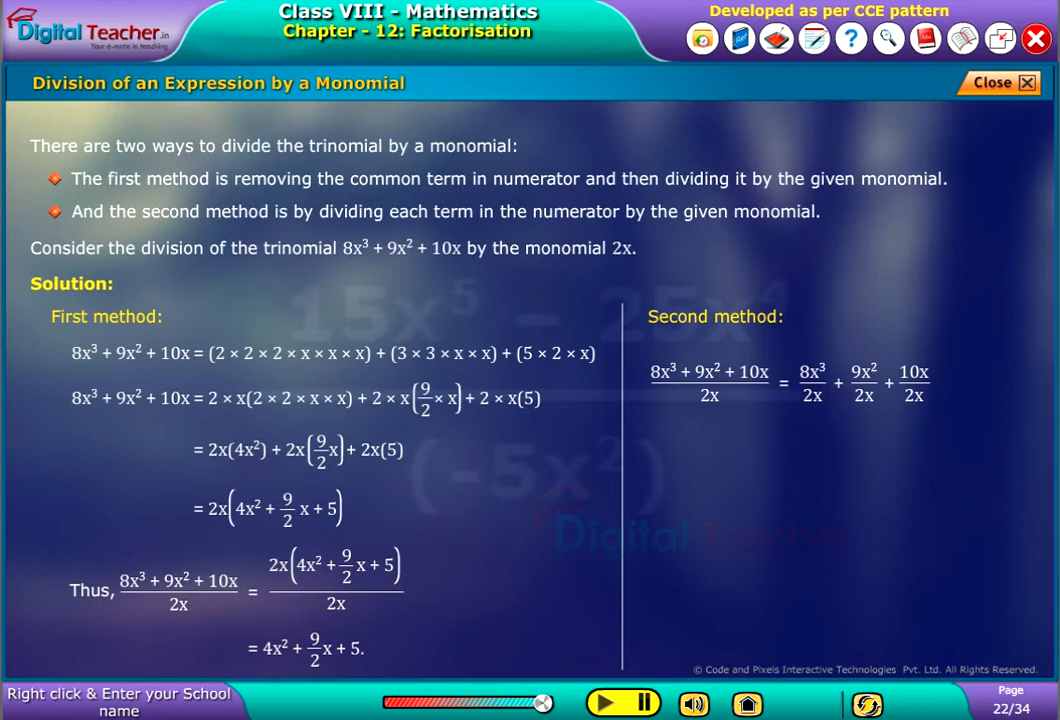 Digital Teacher.in
Your e-mate in teaching
Class VIII - Mathematics
Chapter - 12: Factorisation
Developed as per CCE pattern
Division of an Expression by a Monomial
Close
There are two ways to divide the trinomial by a monomial:
The first method is removing the common term in numerator and then dividing it by the given monomial.
And the second method is by dividing each term in the numerator by the given monomial.
Consider the division of the trinomial 8x³ + 9x² + 10x by the monomial 2x.
Solution:
First method:
8x³ + 9x² + 10x = (2 × 2 × 2 × x × x × x) + (3 × 3 × x × x) + (5 × 2 × x)
8x³ + 9x² + 10x = 2 × x(2 × 2 × x × x) + 2 × x(9/2 × x) + 2 × x(5)
= 2x(4x²) + 2x(9/2 x) + 2x(5)
= 2x(4x² + 9/2 x + 5)
Thus, (8x³ + 9x² + 10x)/2x = 2x(4x² + 9/2 x + 5)/2x
= 4x² + 9/2 x + 5.
Second method:
(8x³ + 9x² + 10x)/2x = 8x³/2x + 9x²/2x + 10x/2x
15x⁵ − 25x⁴
(-5x²)
Digital Teacher
© Code and Pixels Interactive Technologies Pvt. Ltd. All Rights Reserved.
Right click & Enter your School
name
Page
22/34